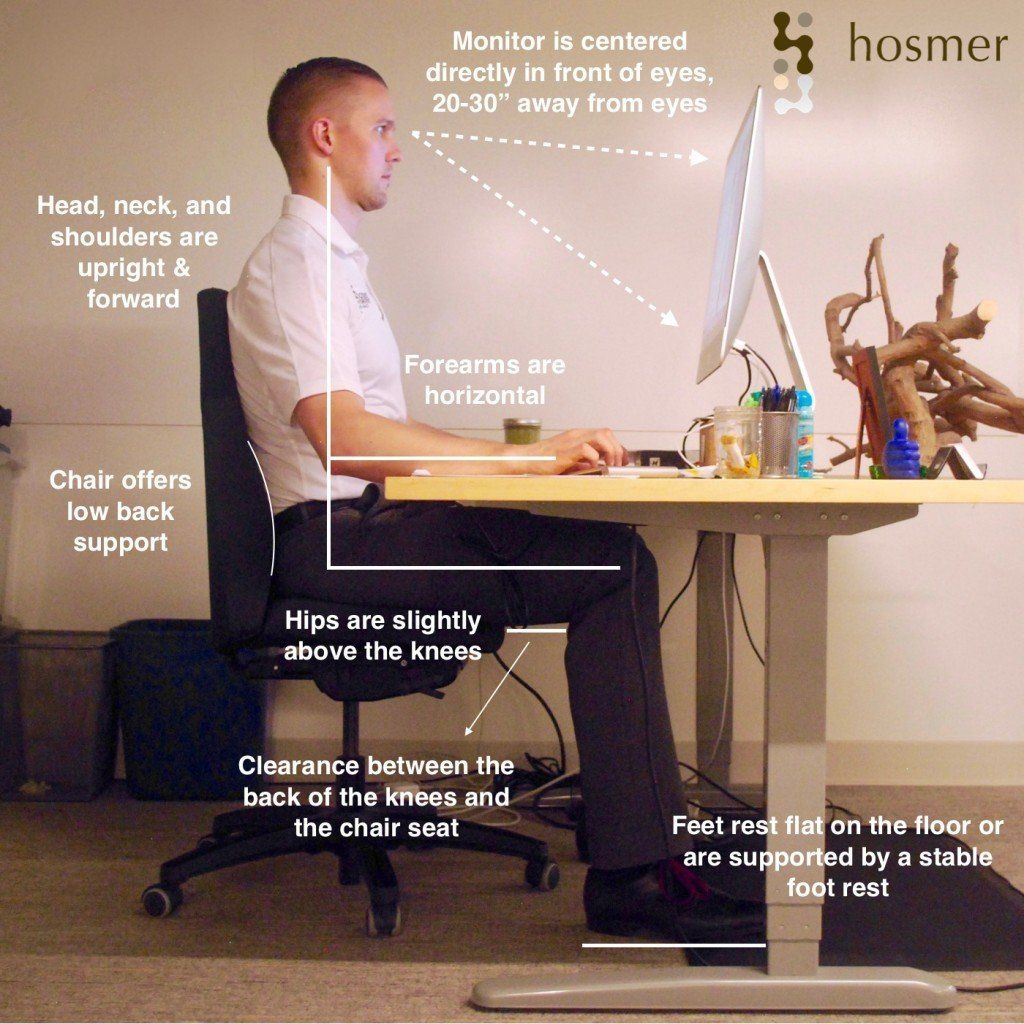 hosmer
Monitor is centered
directly in front of eyes,
20-30” away from eyes
Head, neck, and
shoulders are
upright &
forward
Forearms are
horizontal
Chair offers
low back
support
Hips are slightly
above the knees
Clearance between the
back of the knees and
the chair seat
Feet rest flat on the floor or
are supported by a stable
foot rest